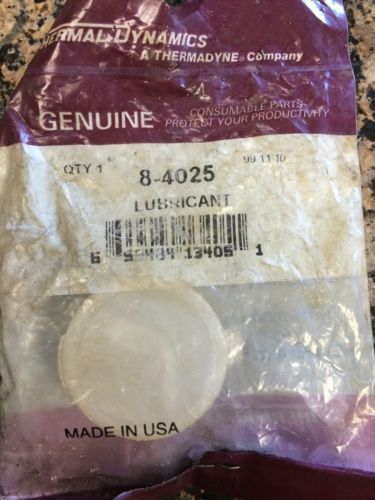 THERMAL DYNAMICS
A THERMADYNE Company
GENUINE
CONSUMABLE PARTS
PROTECT YOUR PRODUCTIVITY
QTY 1
99 11 10
8-4025
LUBRICANT
MADE IN USA